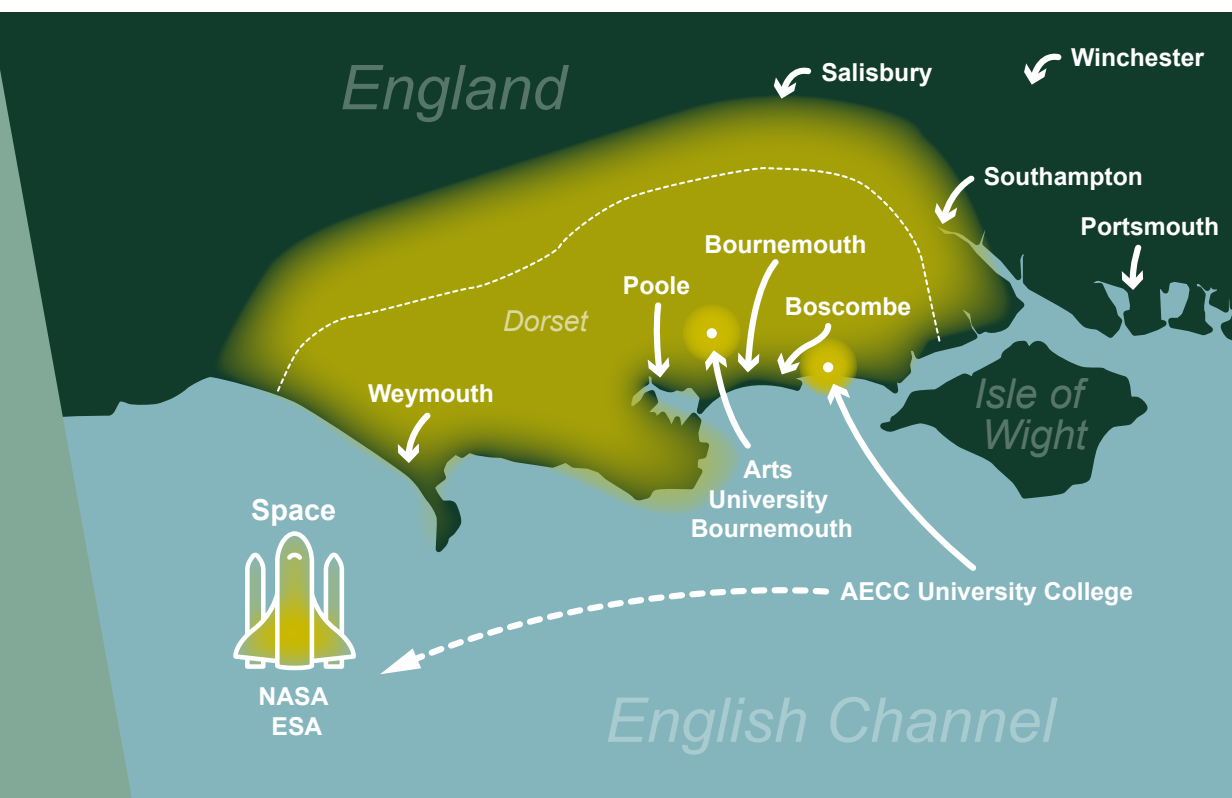 England
Salisbury
Winchester
Southampton
Portsmouth
Bournemouth
Poole
Boscombe
Dorset
Weymouth
Isle of
Wight
Arts
University
Bournemouth
Space
AECC University College
NASA
ESA
English Channel